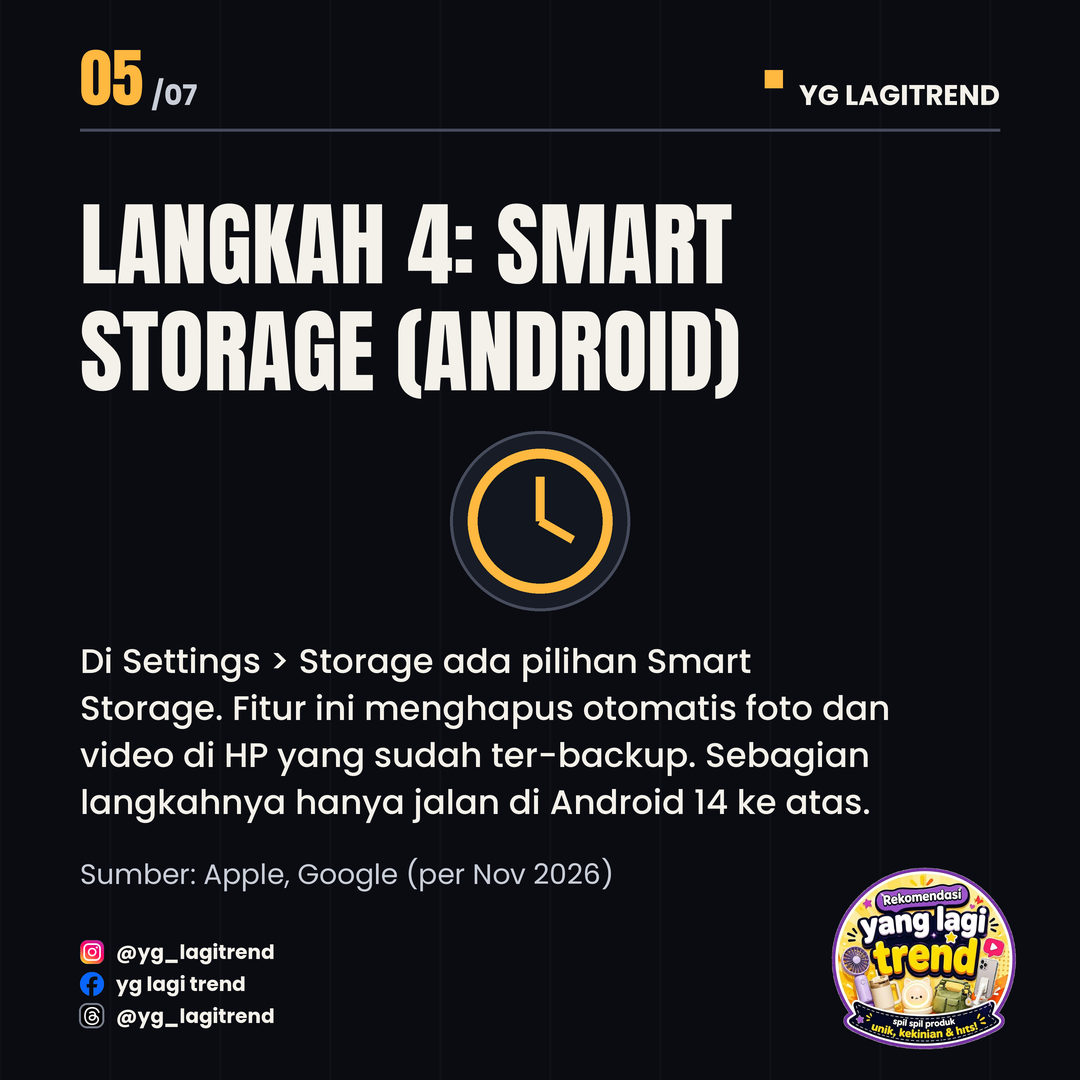 05 /07
YG LAGITREND
LANGKAH 4: SMART
STORAGE (ANDROID)
Di Settings > Storage ada pilihan Smart
Storage. Fitur ini menghapus otomatis foto dan
video di HP yang sudah ter-backup. Sebagian
langkahnya hanya jalan di Android 14 ke atas.
Sumber: Apple, Google (per Nov 2026)
@yg_lagitrend
yg lagi trend
@yg_lagitrend
Rekomendasi
yang lagi
trend
spil spil produk
unik, kekinian & hits!